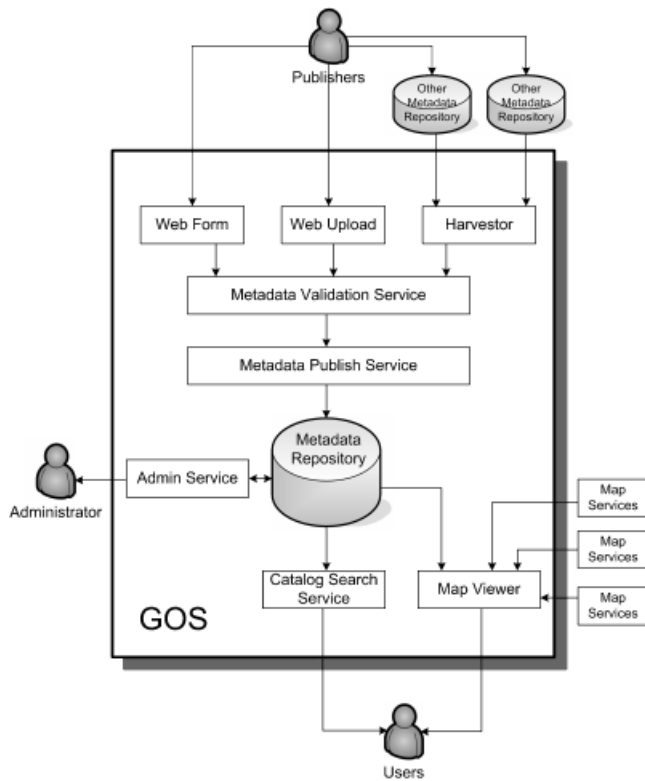 Publishers
Other
Metadata
Repository
Other
Metadata
Repository
Web Form
Web Upload
Harvestor
Metadada Validation Service
Metadata Publish Service
Metadata
Repository
Admin Service
Administrator
Map
Services
Map
Services
Map
Services
Catalog Search
Service
Map Viewer
GOS
Users